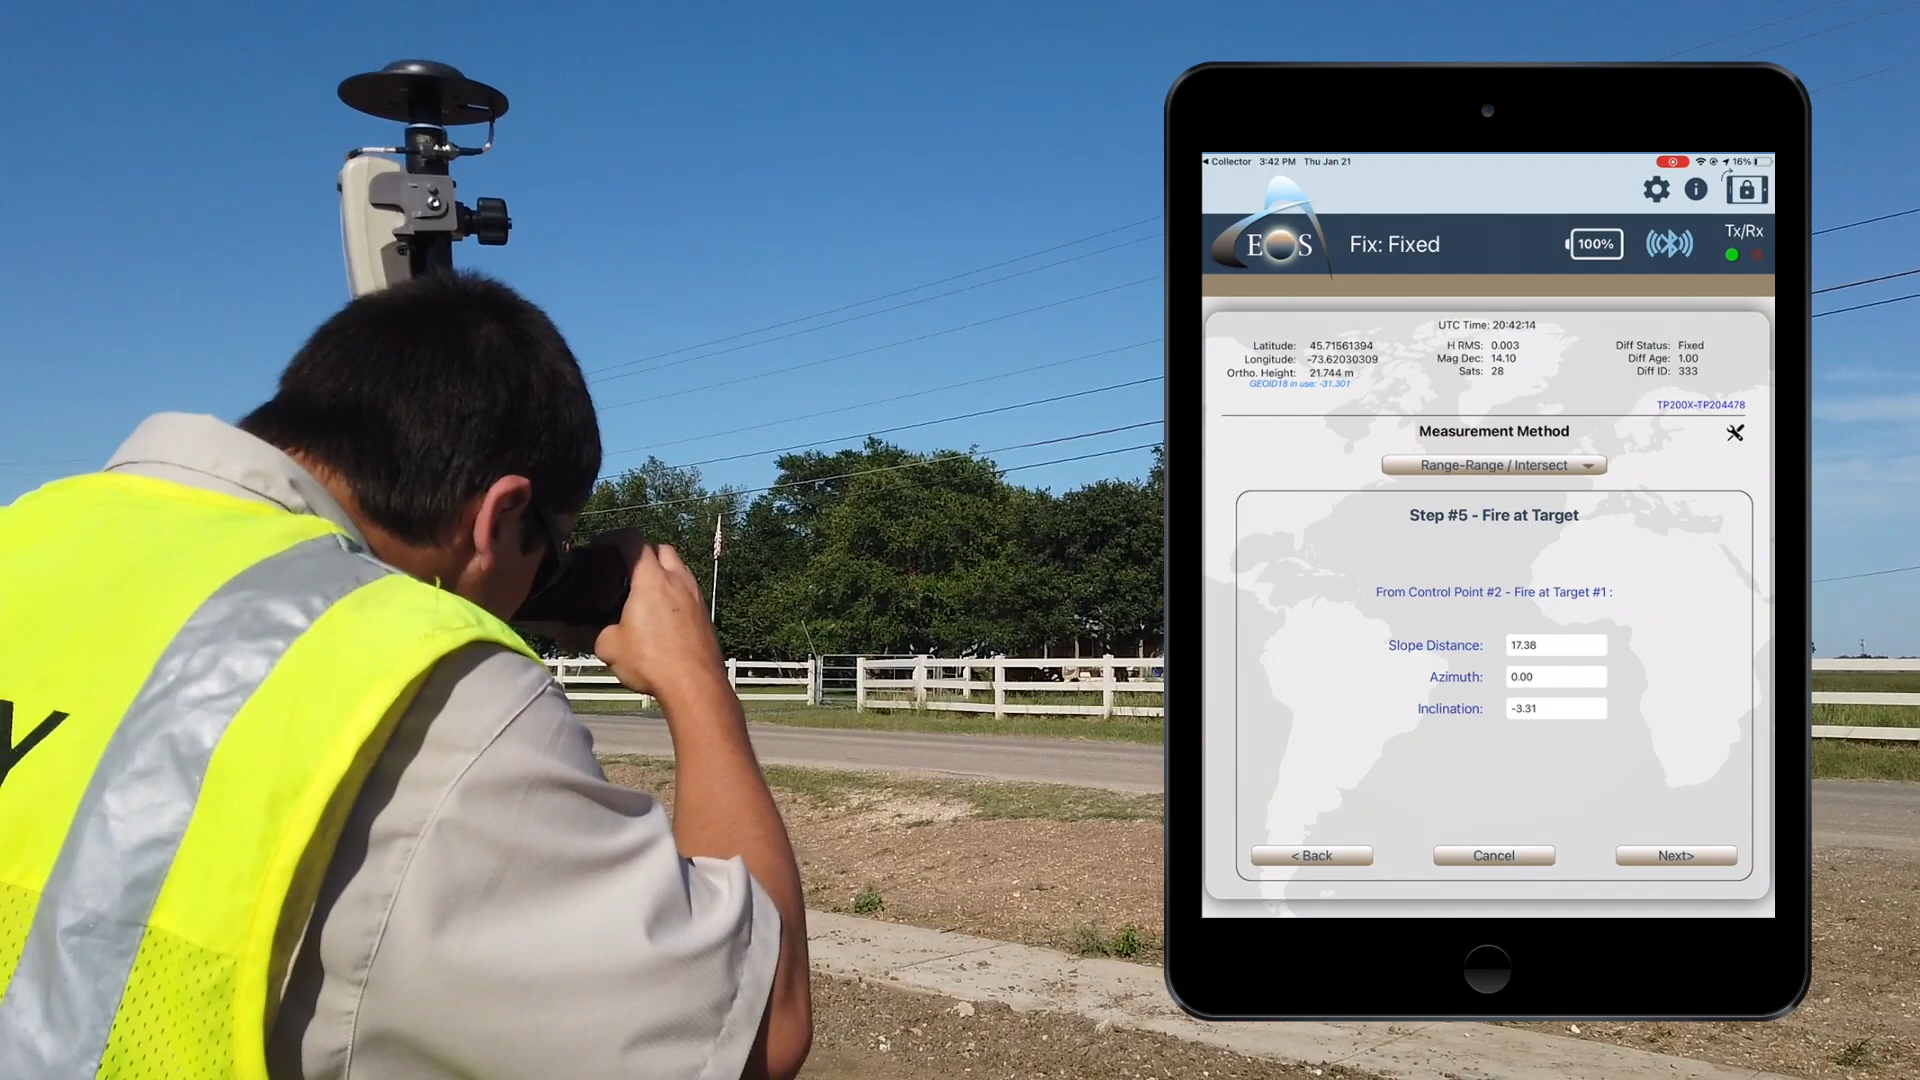 Collector 3:42 PM Thu Jan 21
16%
EOS
Fix: Fixed
100%
Tx/Rx
UTC Time: 20:42:14
Latitude: 45.71561394
Longitude: -73.62030309
Ortho. Height: 21.744 m
GEOID18 in use: -31.301
H RMS: 0.003
Mag Dec: 14.10
Sats: 28
Diff Status: Fixed
Diff Age: 1.00
Diff ID: 333
TP200X-TP204478
Measurement Method
Range-Range / Intersect
Step #5 - Fire at Target
From Control Point #2 - Fire at Target #1 :
Slope Distance: 17.38
Azimuth: 0.00
Inclination: -3.31
< Back
Cancel
Next>